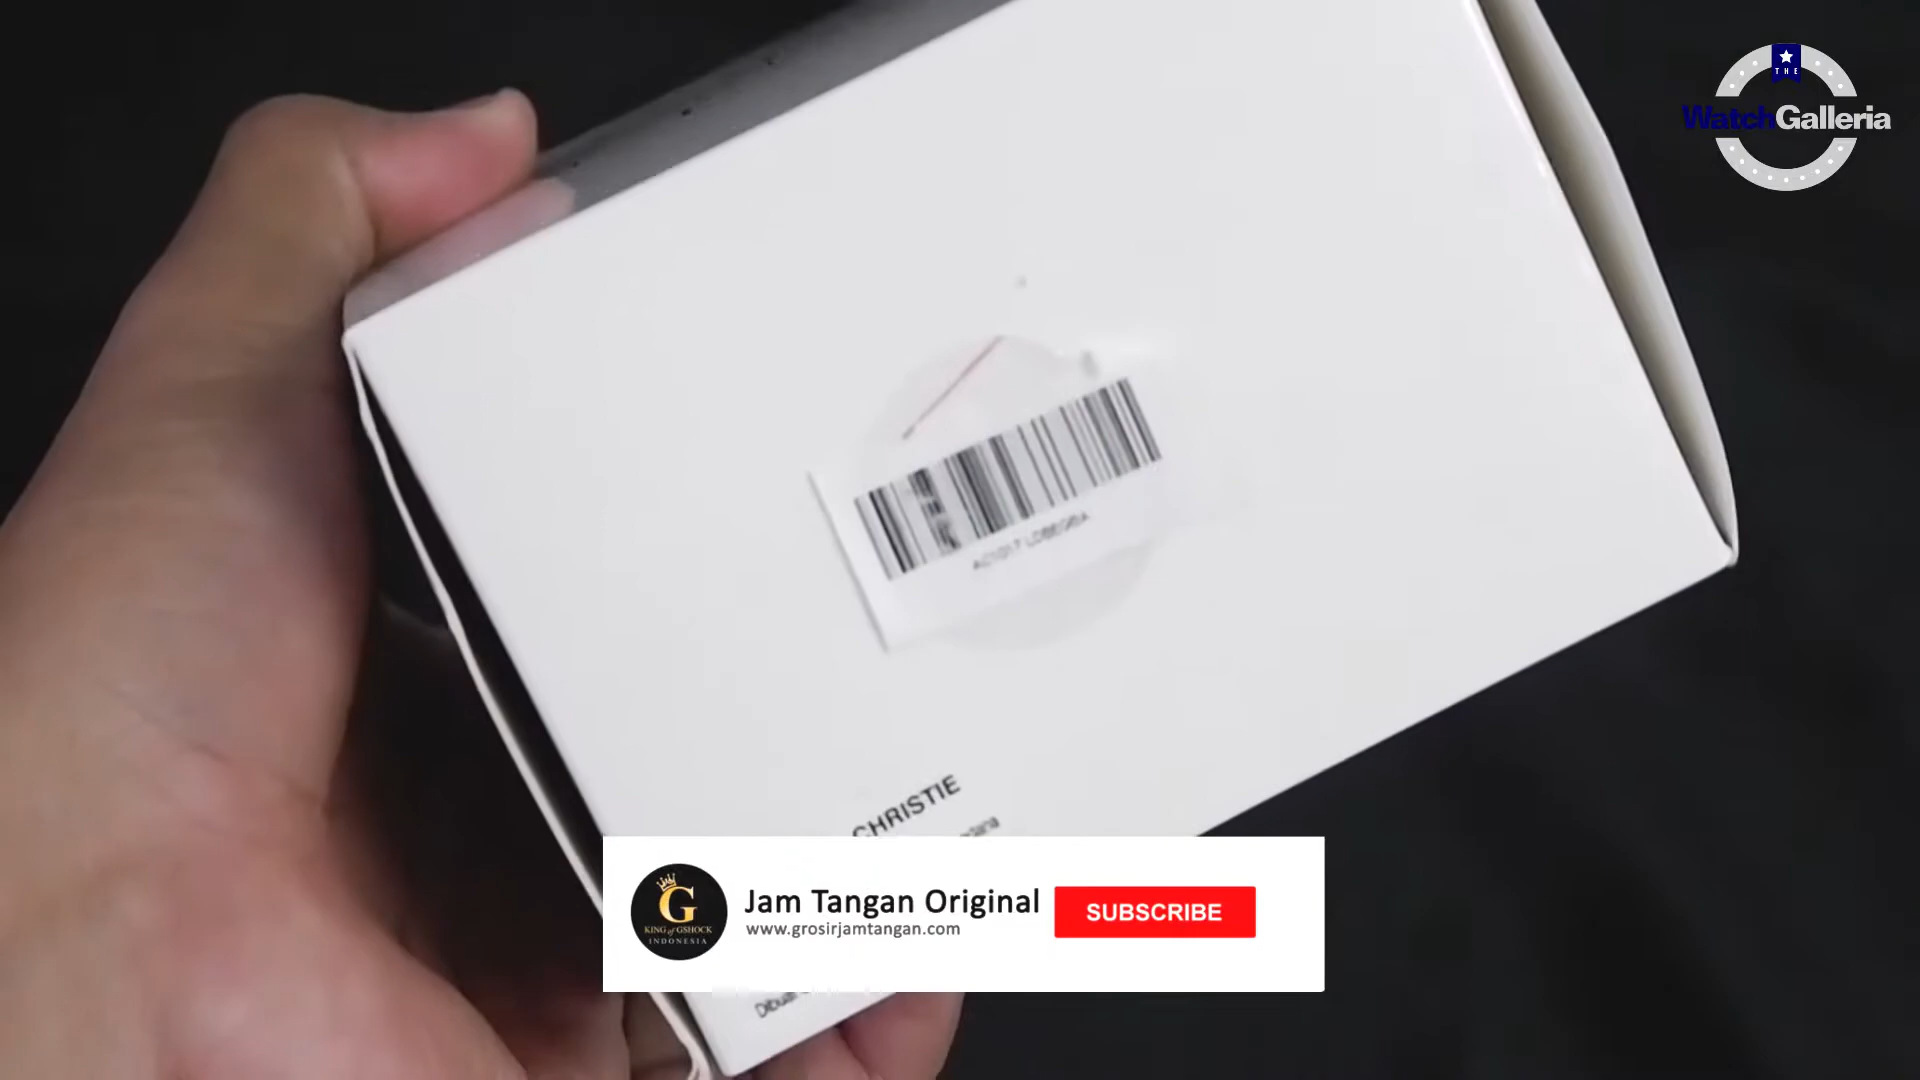 THE
WatchGalleria
CHRISTIE
G
KING of GSHOCK
INDONESIA
Jam Tangan Original
www.grosirjamtangan.com
SUBSCRIBE